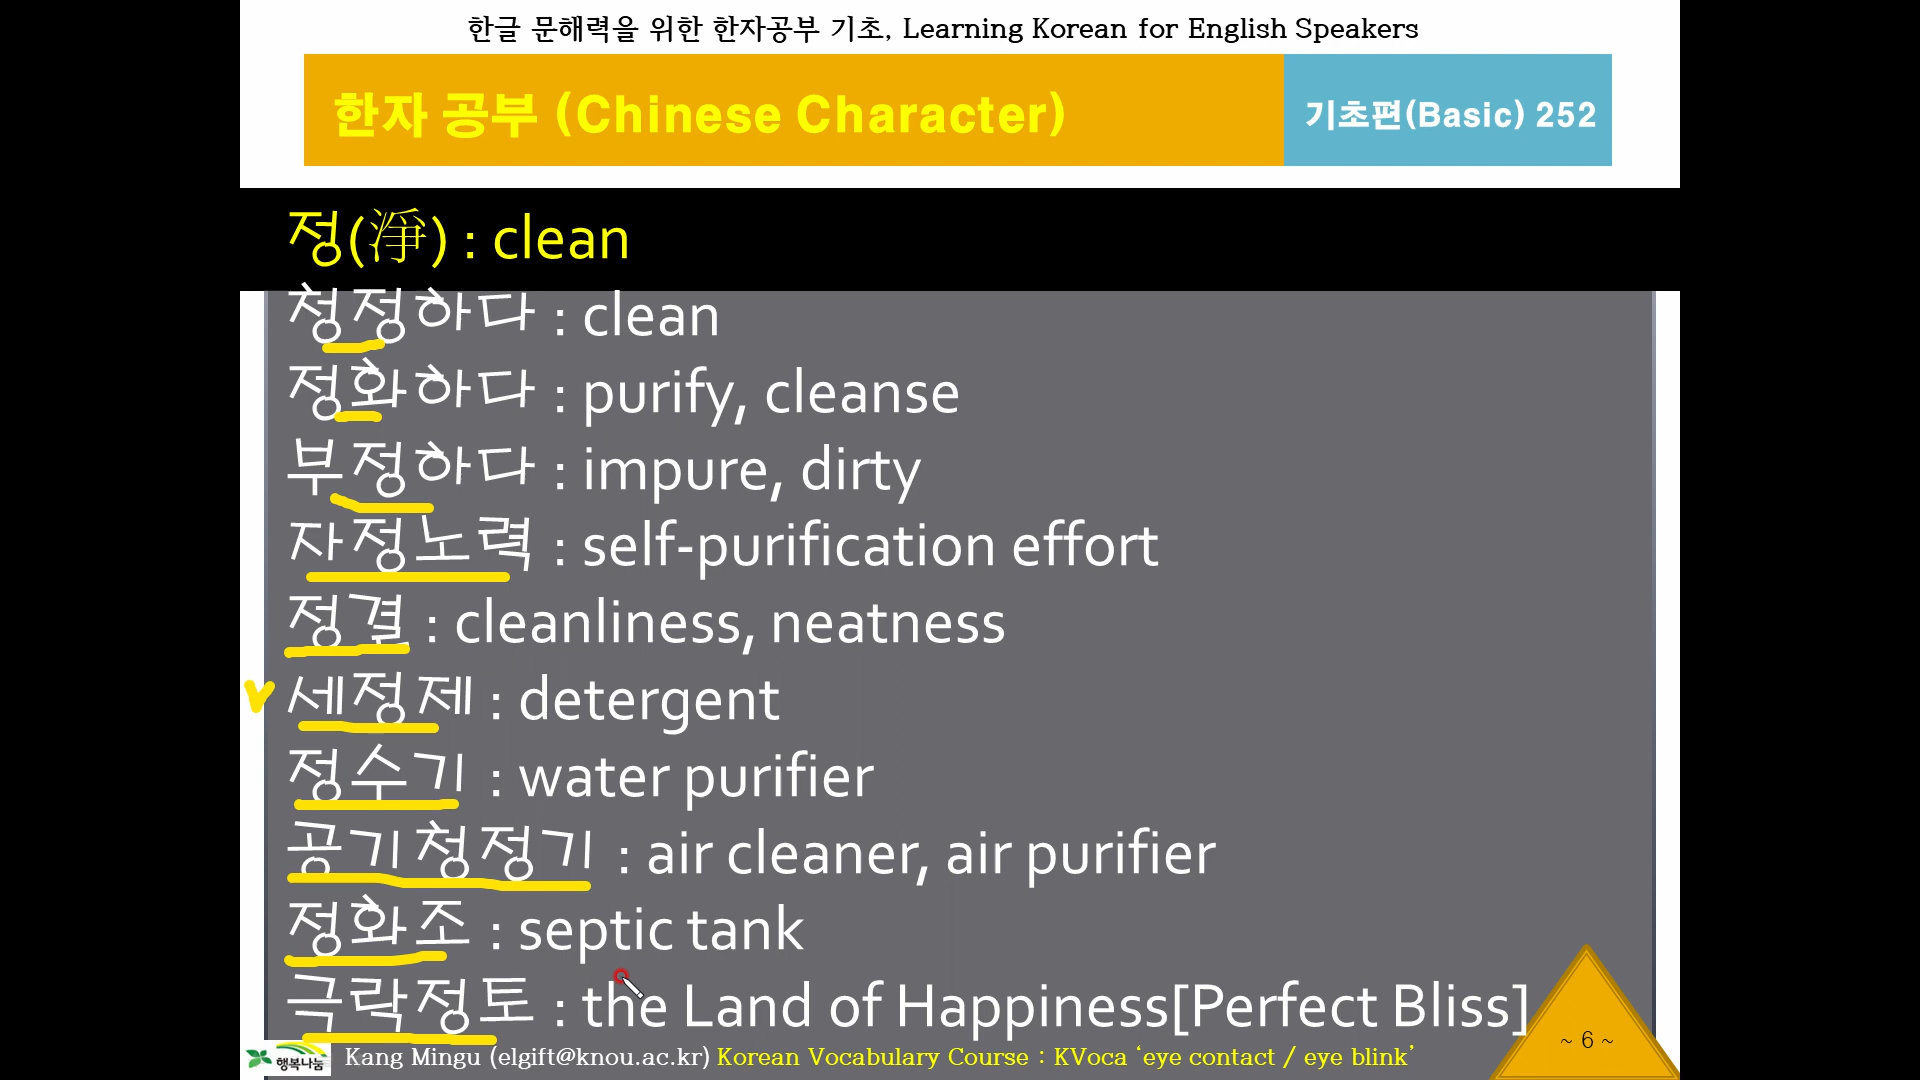 한글 문해력을 위한 한자공부 기초, Learning Korean for English Speakers
한자 공부 (Chinese Character)
기초편(Basic) 252
정(淨) : clean
청정하다 : clean
정화하다 : purify, cleanse
부정하다 : impure, dirty
자정노력 : self-purification effort
정결 : cleanliness, neatness
세정제 : detergent
정수기 : water purifier
공기청정기 : air cleaner, air purifier
정화조 : septic tank
극락정토 : the Land of Happiness[Perfect Bliss]
~ 6 ~
행복나눔
Kang Mingu (elgift@knou.ac.kr) Korean Vocabulary Course : KVoca ‘eye contact / eye blink’